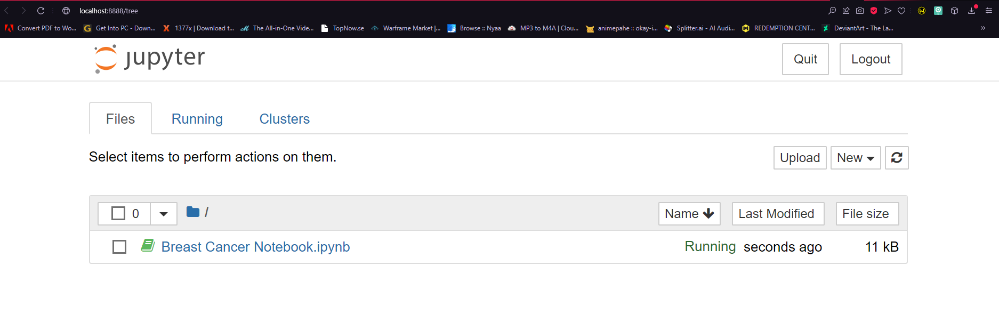 localhost:8888/tree
Convert PDF to Wo... Get Into PC - Down... 1377x | Download t... The All-in-One Vide... TopNow.se Warframe Market |... Browse :: Nyaa MP3 to M4A | Clou... animepahe :: okay-i... Splitter.ai - AI Audi... REDEMPTION CENT... DeviantArt - The La... »
jupyter Quit Logout
Files Running Clusters
Select items to perform actions on them. Upload New
0 / Name Last Modified File size
Breast Cancer Notebook.ipynb Running seconds ago 11 kB